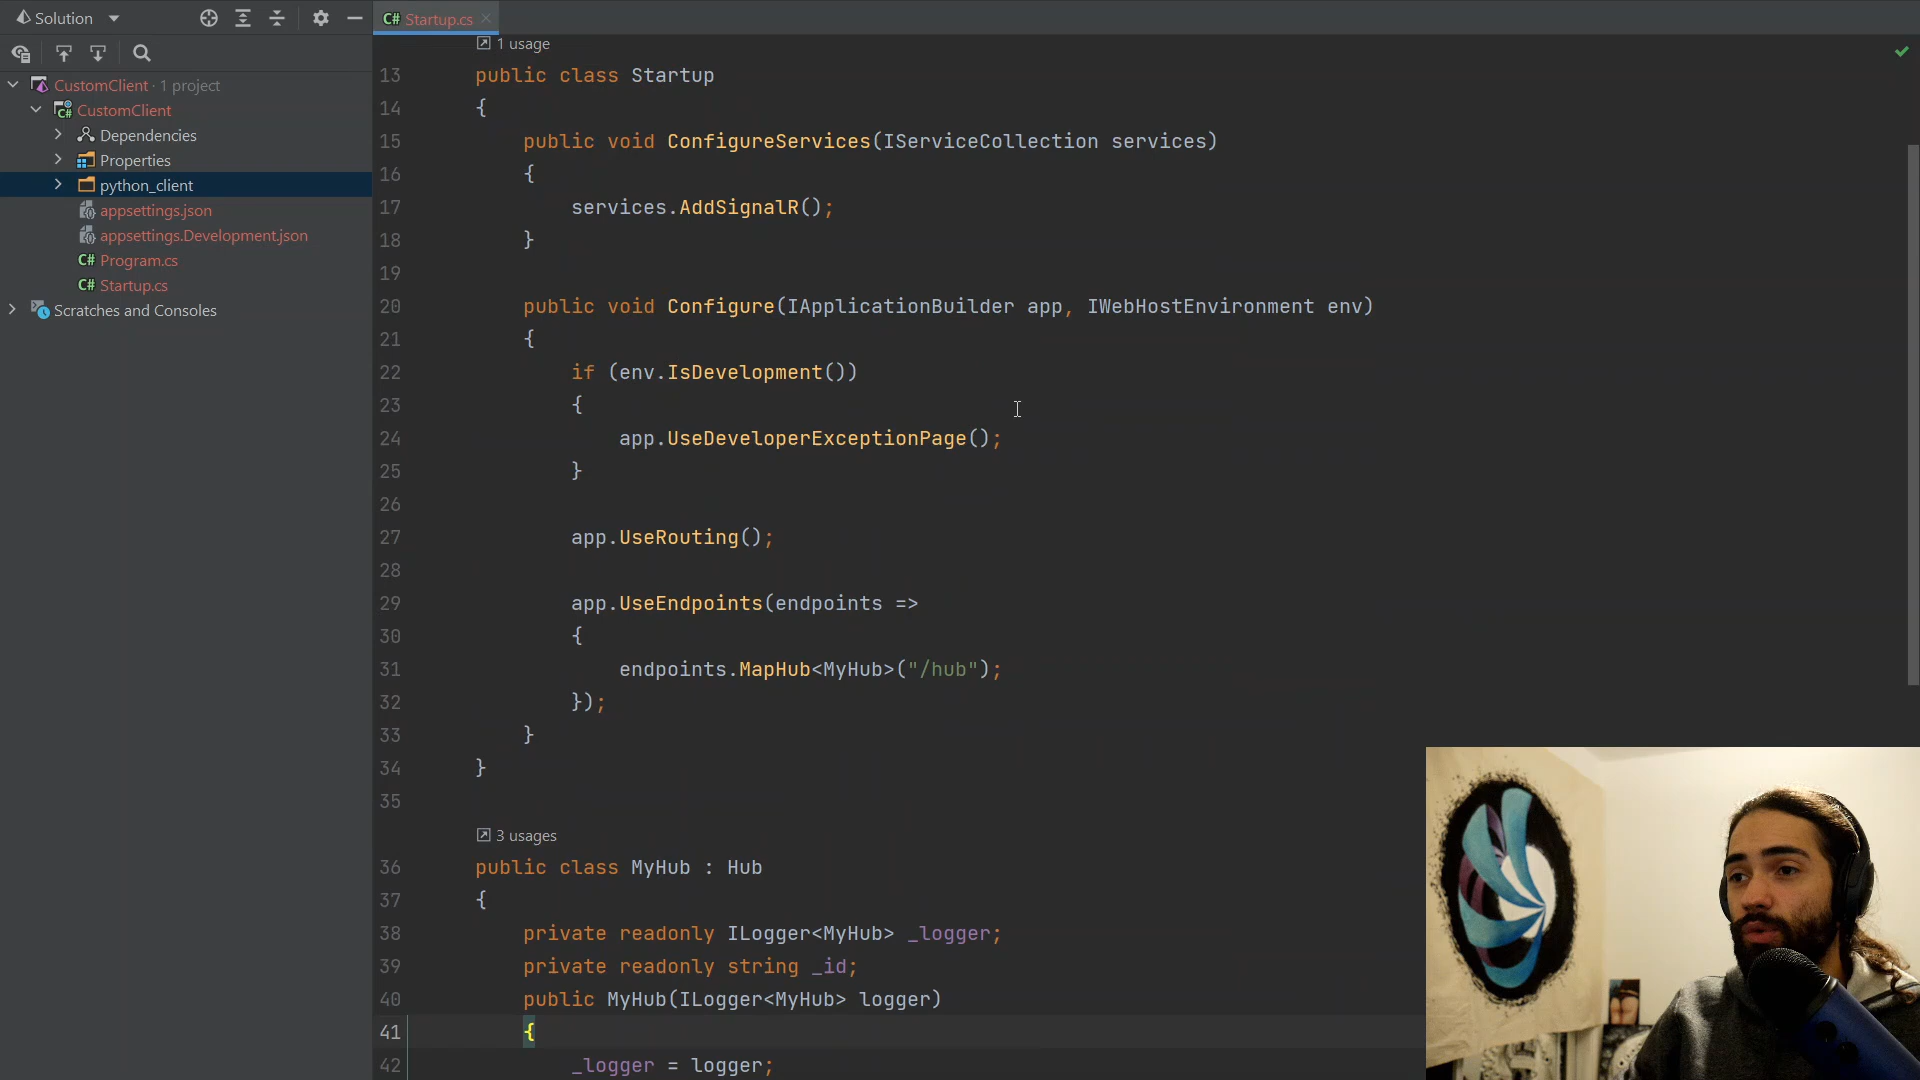 Solution
C# Startup.cs
CustomClient · 1 project
C# CustomClient
Dependencies
Properties
python_client
appsettings.json
appsettings.Development.json
C# Program.cs
C# Startup.cs
Scratches and Consoles
1 usage
13 public class Startup
14 {
15 public void ConfigureServices(IServiceCollection services)
16 {
17 services.AddSignalR();
18 }
19
20 public void Configure(IApplicationBuilder app, IWebHostEnvironment env)
21 {
22 if (env.IsDevelopment())
23 {
24 app.UseDeveloperExceptionPage();
25 }
26
27 app.UseRouting();
28
29 app.UseEndpoints(endpoints =>
30 {
31 endpoints.MapHub<MyHub>("/hub");
32 });
33 }
34 }
35
3 usages
36 public class MyHub : Hub
37 {
38 private readonly ILogger<MyHub> _logger;
39 private readonly string _id;
40 public MyHub(ILogger<MyHub> logger)
41 {
42 _logger = logger;